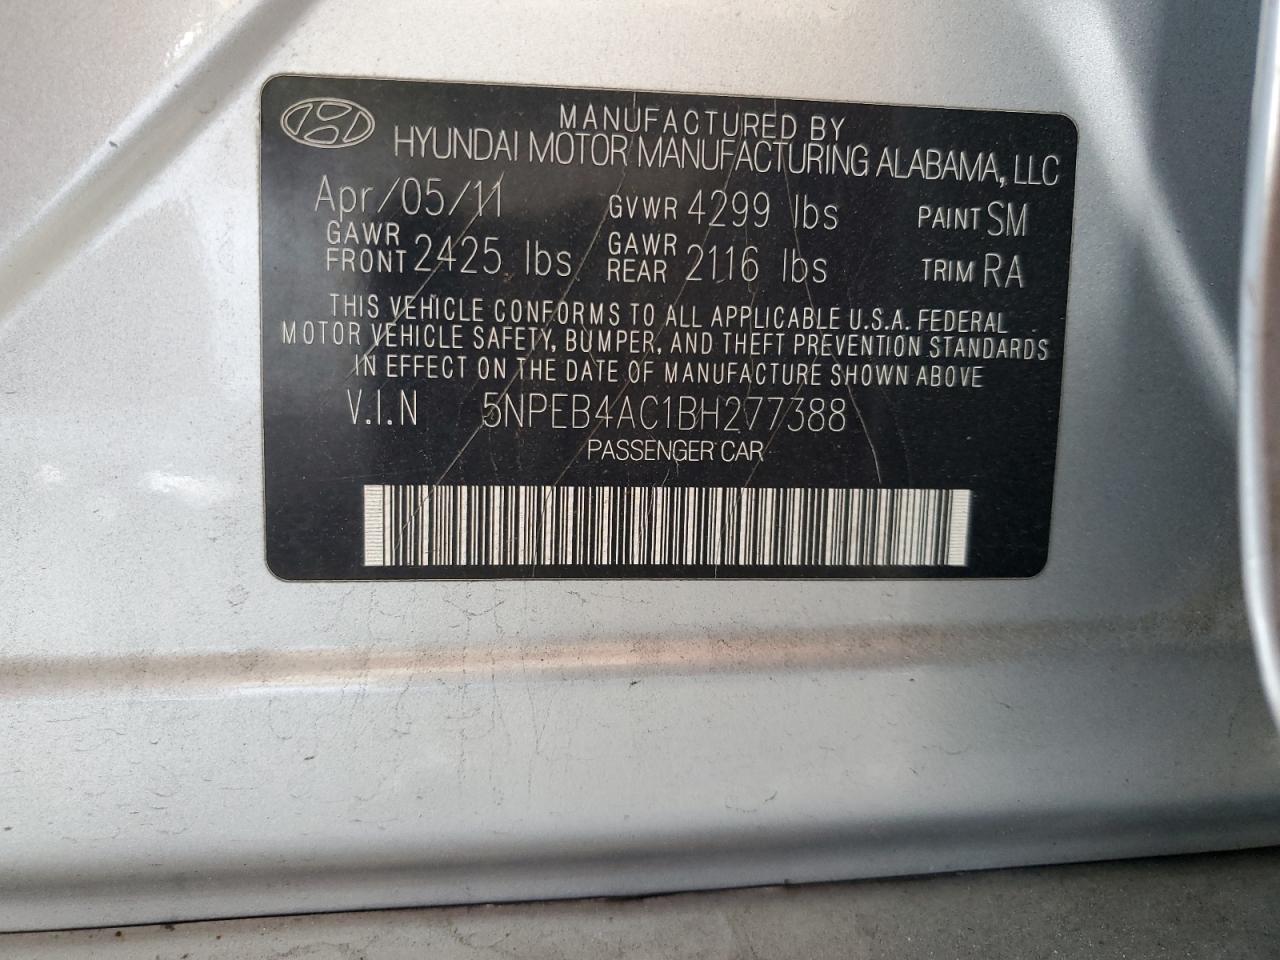 MANUFACTURED BY
HYUNDAI MOTOR MANUFACTURING ALABAMA, LLC
Apr/05/11 GVWR 4299 lbs PAINT SM
GAWR FRONT 2425 lbs GAWR REAR 2116 lbs TRIM RA
THIS VEHICLE CONFORMS TO ALL APPLICABLE U.S.A. FEDERAL
MOTOR VEHICLE SAFETY, BUMPER, AND THEFT PREVENTION STANDARDS
IN EFFECT ON THE DATE OF MANUFACTURE SHOWN ABOVE
V.I.N 5NPEB4AC1BH277388
PASSENGER CAR